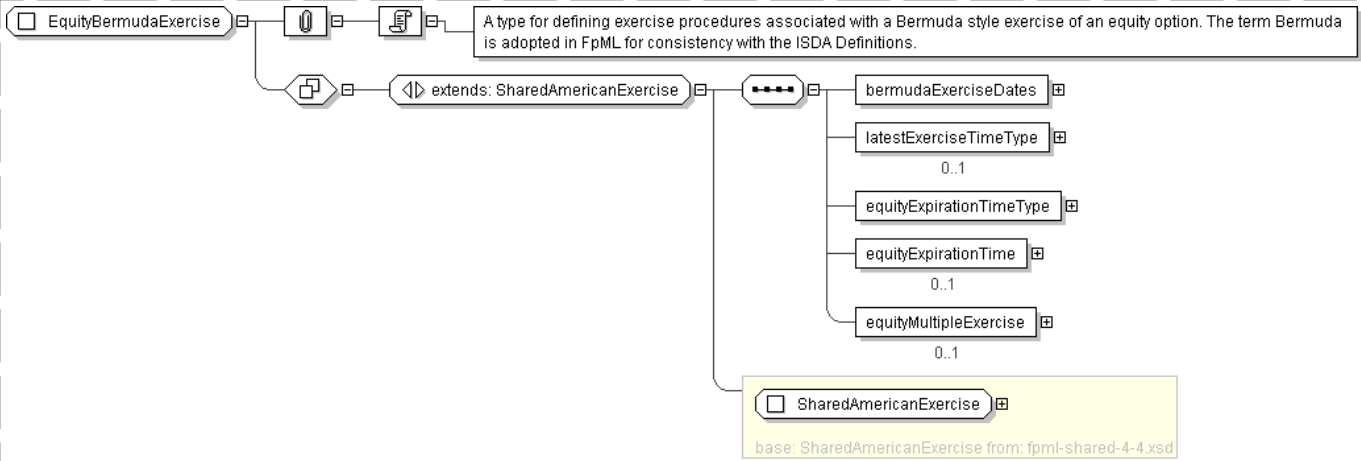 EquityBermudaExercise
A type for defining exercise procedures associated with a Bermuda style exercise of an equity option. The term Bermuda
is adopted in FpML for consistency with the ISDA Definitions.
extends: SharedAmericanExercise
bermudaExerciseDates
latestExerciseTimeType
0..1
equityExpirationTimeType
equityExpirationTime
0..1
equityMultipleExercise
0..1
SharedAmericanExercise
base: SharedAmericanExercise from: fpml-shared-4-4.xsd